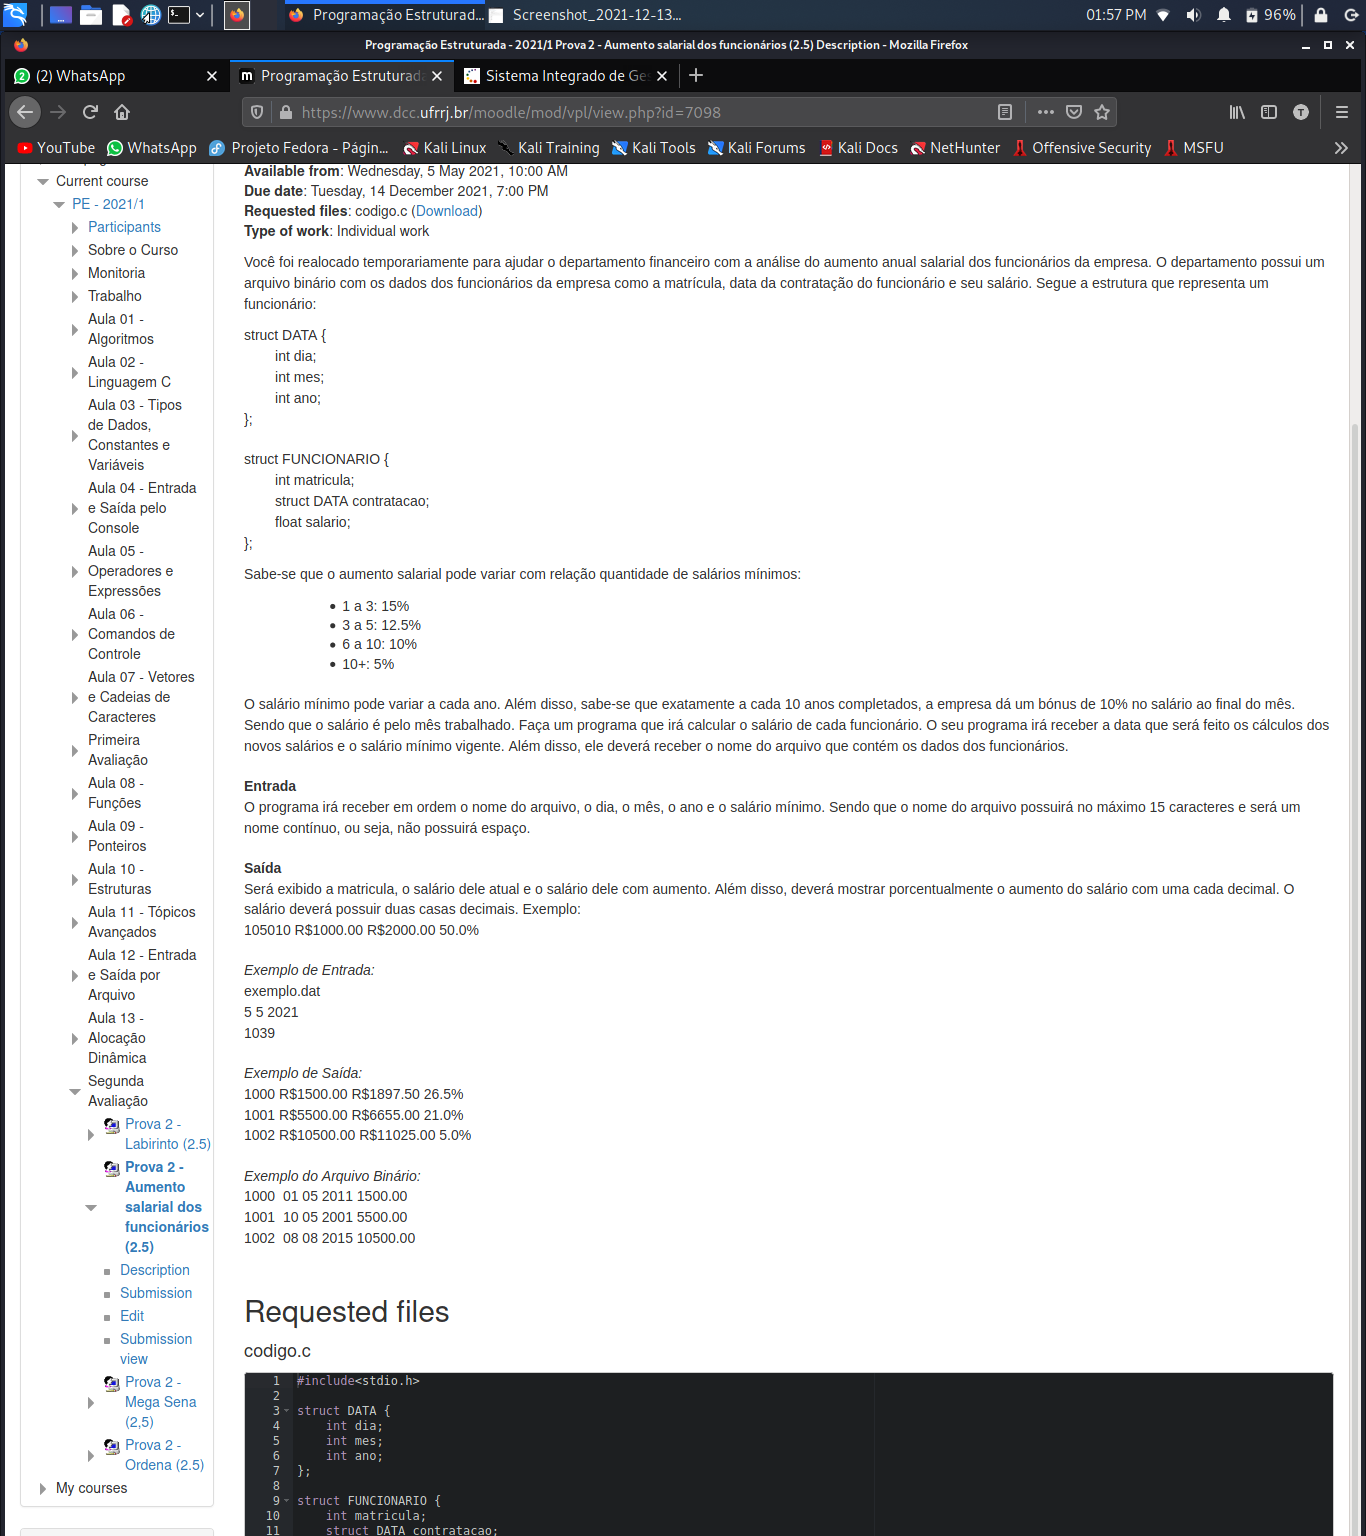 Programação Estruturad...
Screenshot_2021-12-13...
01:57 PM
96%
Programação Estruturada - 2021/1 Prova 2 - Aumento salarial dos funcionários (2.5) Description - Mozilla Firefox
(2) WhatsApp
Programação Estruturada
Sistema Integrado de Ges
https://www.dcc.ufrrj.br/moodle/mod/vpl/view.php?id=7098
YouTube
WhatsApp
Projeto Fedora - Págin...
Kali Linux
Kali Training
Kali Tools
Kali Forums
Kali Docs
NetHunter
Offensive Security
MSFU
Current course
PE - 2021/1
Participants
Sobre o Curso
Monitoria
Trabalho
Aula 01 -
Algoritmos
Aula 02 -
Linguagem C
Aula 03 - Tipos
de Dados,
Constantes e
Variáveis
Aula 04 - Entrada
e Saída pelo
Console
Aula 05 -
Operadores e
Expressões
Aula 06 -
Comandos de
Controle
Aula 07 - Vetores
e Cadeias de
Caracteres
Primeira
Avaliação
Aula 08 -
Funções
Aula 09 -
Ponteiros
Aula 10 -
Estruturas
Aula 11 - Tópicos
Avançados
Aula 12 - Entrada
e Saída por
Arquivo
Aula 13 -
Alocação
Dinâmica
Segunda
Avaliação
Prova 2 -
Labirinto (2.5)
Prova 2 -
Aumento
salarial dos
funcionários
(2.5)
Description
Submission
Edit
Submission
view
Prova 2 -
Mega Sena
(2,5)
Prova 2 -
Ordena (2.5)
My courses
Available from: Wednesday, 5 May 2021, 10:00 AM
Due date: Tuesday, 14 December 2021, 7:00 PM
Requested files: codigo.c (Download)
Type of work: Individual work
Você foi realocado temporariamente para ajudar o departamento financeiro com a análise do aumento anual salarial dos funcionários da empresa. O departamento possui um
arquivo binário com os dados dos funcionários da empresa como a matrícula, data da contratação do funcionário e seu salário. Segue a estrutura que representa um
funcionário:
struct DATA {
int dia;
int mes;
int ano;
};
struct FUNCIONARIO {
int matricula;
struct DATA contratacao;
float salario;
};
Sabe-se que o aumento salarial pode variar com relação quantidade de salários mínimos:
• 1 a 3: 15%
• 3 a 5: 12.5%
• 6 a 10: 10%
• 10+: 5%
O salário mínimo pode variar a cada ano. Além disso, sabe-se que exatamente a cada 10 anos completados, a empresa dá um bónus de 10% no salário ao final do mês.
Sendo que o salário é pelo mês trabalhado. Faça um programa que irá calcular o salário de cada funcionário. O seu programa irá receber a data que será feito os cálculos dos
novos salários e o salário mínimo vigente. Além disso, ele deverá receber o nome do arquivo que contém os dados dos funcionários.
Entrada
O programa irá receber em ordem o nome do arquivo, o dia, o mês, o ano e o salário mínimo. Sendo que o nome do arquivo possuirá no máximo 15 caracteres e será um
nome contínuo, ou seja, não possuirá espaço.
Saída
Será exibido a matricula, o salário dele atual e o salário dele com aumento. Além disso, deverá mostrar porcentualmente o aumento do salário com uma cada decimal. O
salário deverá possuir duas casas decimais. Exemplo:
105010 R$1000.00 R$2000.00 50.0%
Exemplo de Entrada:
exemplo.dat
5 5 2021
1039
Exemplo de Saída:
1000 R$1500.00 R$1897.50 26.5%
1001 R$5500.00 R$6655.00 21.0%
1002 R$10500.00 R$11025.00 5.0%
Exemplo do Arquivo Binário:
1000 01 05 2011 1500.00
1001 10 05 2001 5500.00
1002 08 08 2015 10500.00
Requested files
codigo.c
1 #include<stdio.h>
2
3 struct DATA {
4 int dia;
5 int mes;
6 int ano;
7 };
8
9 struct FUNCIONARIO {
10 int matricula;
11 struct DATA contratacao;